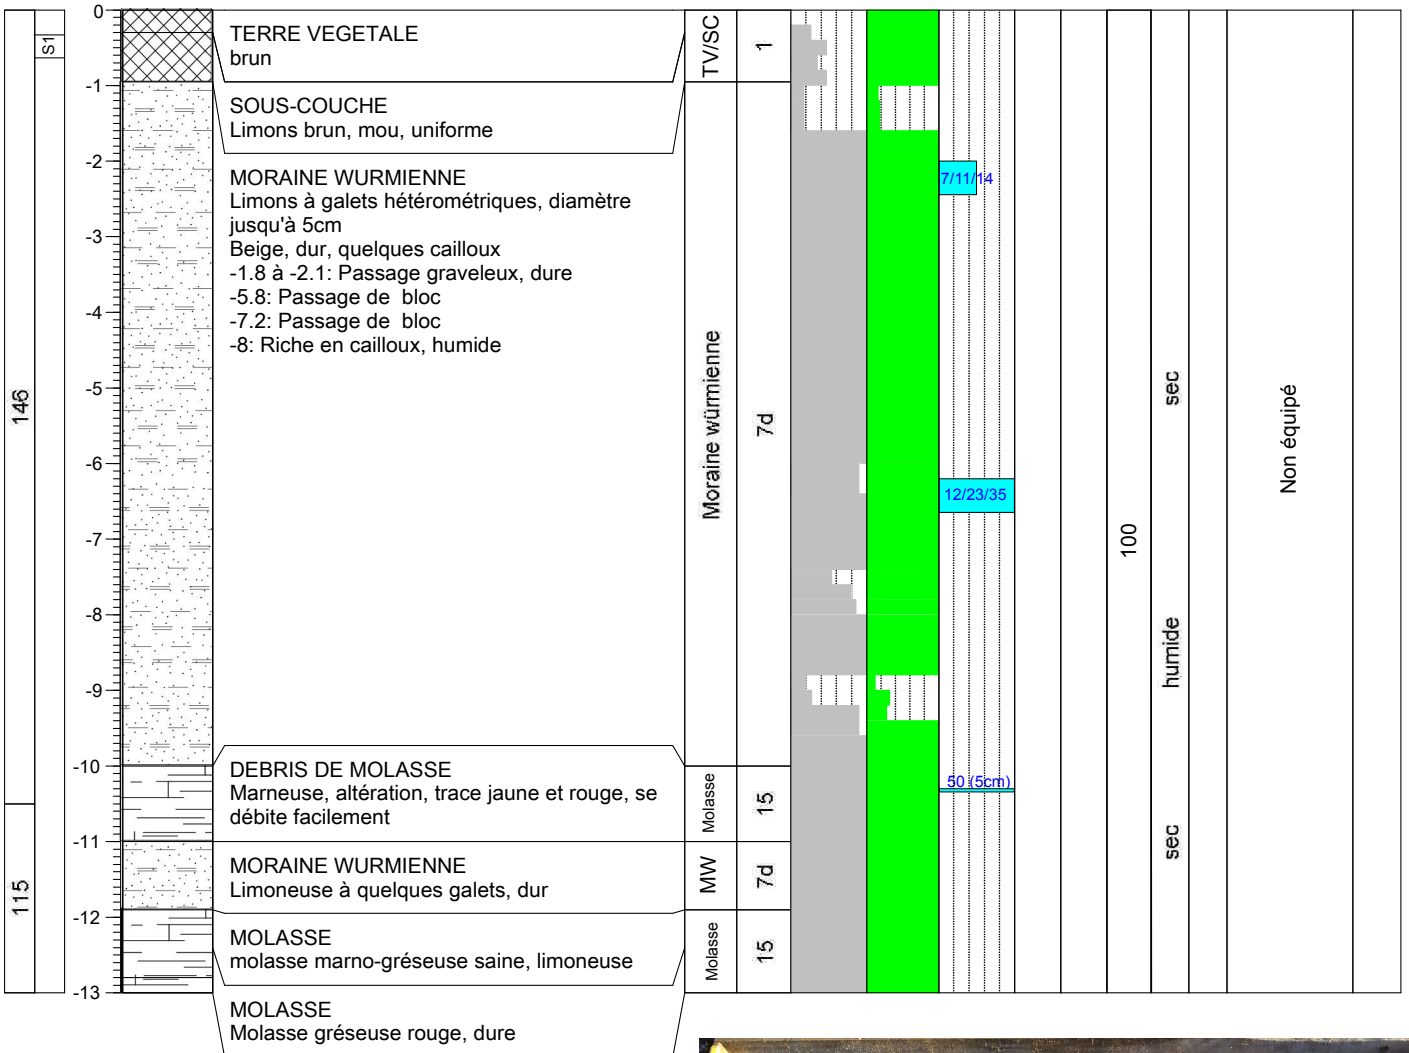 146
115
S1
0
-1
-2
-3
-4
-5
-6
-7
-8
-9
-10
-11
-12
-13
TERRE VEGETALE
brun
SOUS-COUCHE
Limons brun, mou, uniforme
MORAINE WURMIENNE
Limons à galets hétérométriques, diamètre
jusqu'à 5cm
Beige, dur, quelques cailloux
-1.8 à -2.1: Passage graveleux, dure
-5.8: Passage de bloc
-7.2: Passage de bloc
-8: Riche en cailloux, humide
DEBRIS DE MOLASSE
Marneuse, altération, trace jaune et rouge, se
débite facilement
MORAINE WURMIENNE
Limoneuse à quelques galets, dur
MOLASSE
molasse marno-gréseuse saine, limoneuse
MOLASSE
Molasse gréseuse rouge, dure
TV/SC
Moraine würmienne
Molasse
MW
Molasse
1
7d
15
7d
15
7/11/14
12/23/35
50 (5cm)
100
sec
humide
sec
Non équipé